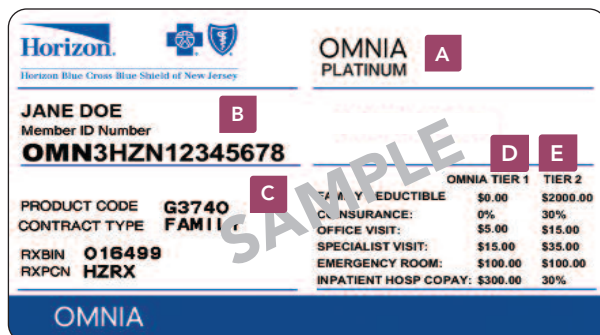 Horizon.
Horizon Blue Cross Blue Shield of New Jersey
OMNIA
PLATINUM
A
JANE DOE
B
Member ID Number
OMN3HZN12345678
C
PRODUCT CODE G3740
CONTRACT TYPE FAMILY
RXBIN 016499
RXPCN HZRX
SAMPLE
D E
OMNIA TIER 1 TIER 2
FAMILY DEDUCTIBLE $0.00 $2000.00
CONSURANCE: 0% 30%
OFFICE VISIT: $5.00 $15.00
SPECIALIST VISIT: $15.00 $35.00
EMERGENCY ROOM: $100.00 $100.00
INPATIENT HOSP COPAY: $300.00 30%
OMNIA